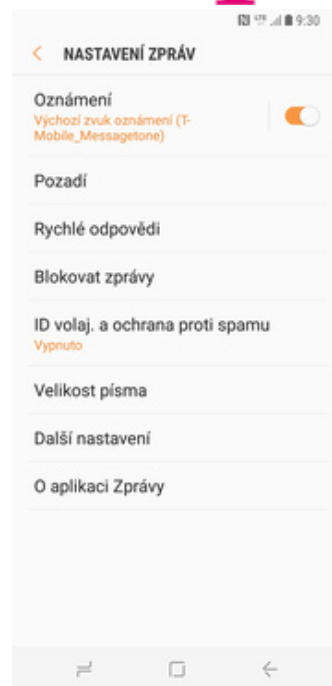 9:30
NASTAVENÍ ZPRÁV
Oznámení
Výchozí zvuk oznámení (T-
Mobile_Messagetone)
Pozadí
Rychlé odpovědi
Blokovat zprávy
ID volaj. a ochrana proti spamu
Vypnuto
Velikost písma
Další nastavení
O aplikaci Zprávy